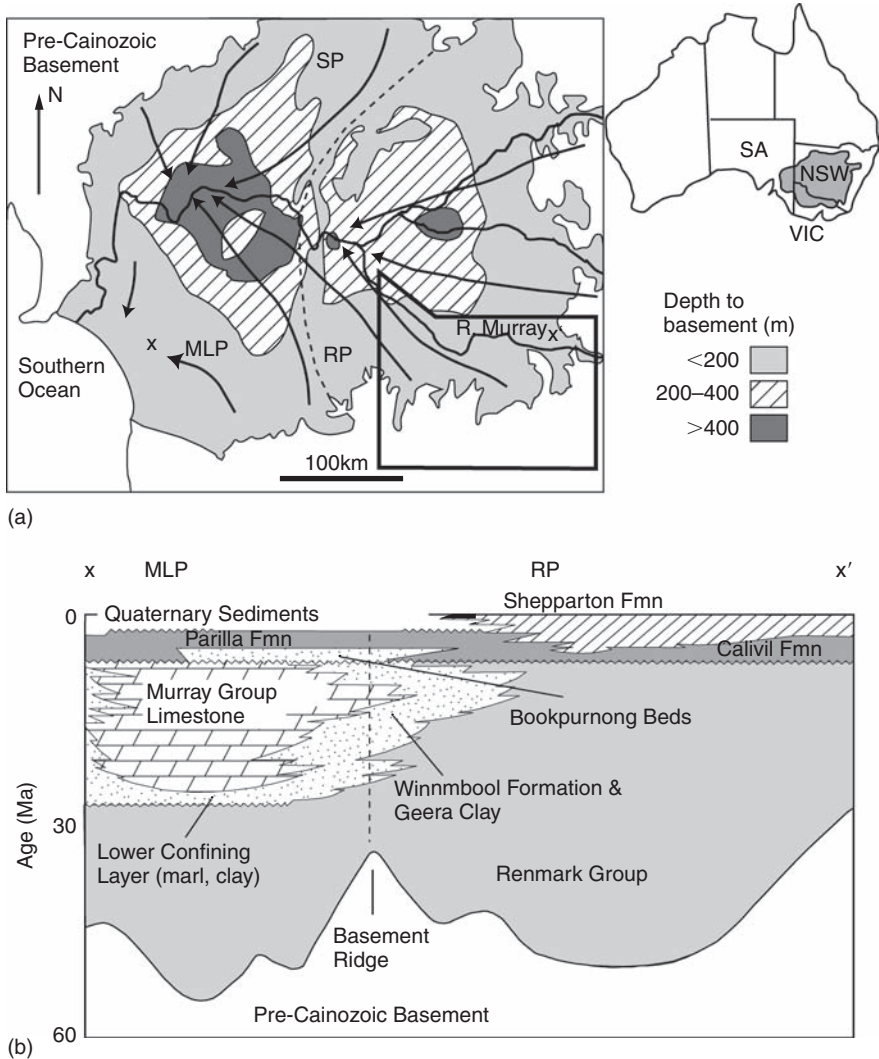 Pre-Cainozoic
Basement
N
SP
SA
NSW
VIC
R. Murray
x′
x
MLP
RP
Southern
Ocean
100km
Depth to
basement (m)
<200
200–400
>400
(a)
x
MLP
RP
x′
0
Quaternary Sediments
Shepparton Fmn
Parilla Fmn
Calivil Fmn
Murray Group
Limestone
Bookpurnong Beds
Winnmbool Formation &
Geera Clay
Age (Ma)
30
Lower Confining
Layer (marl, clay)
Renmark Group
Basement
Ridge
Pre-Cainozoic Basement
60
(b)